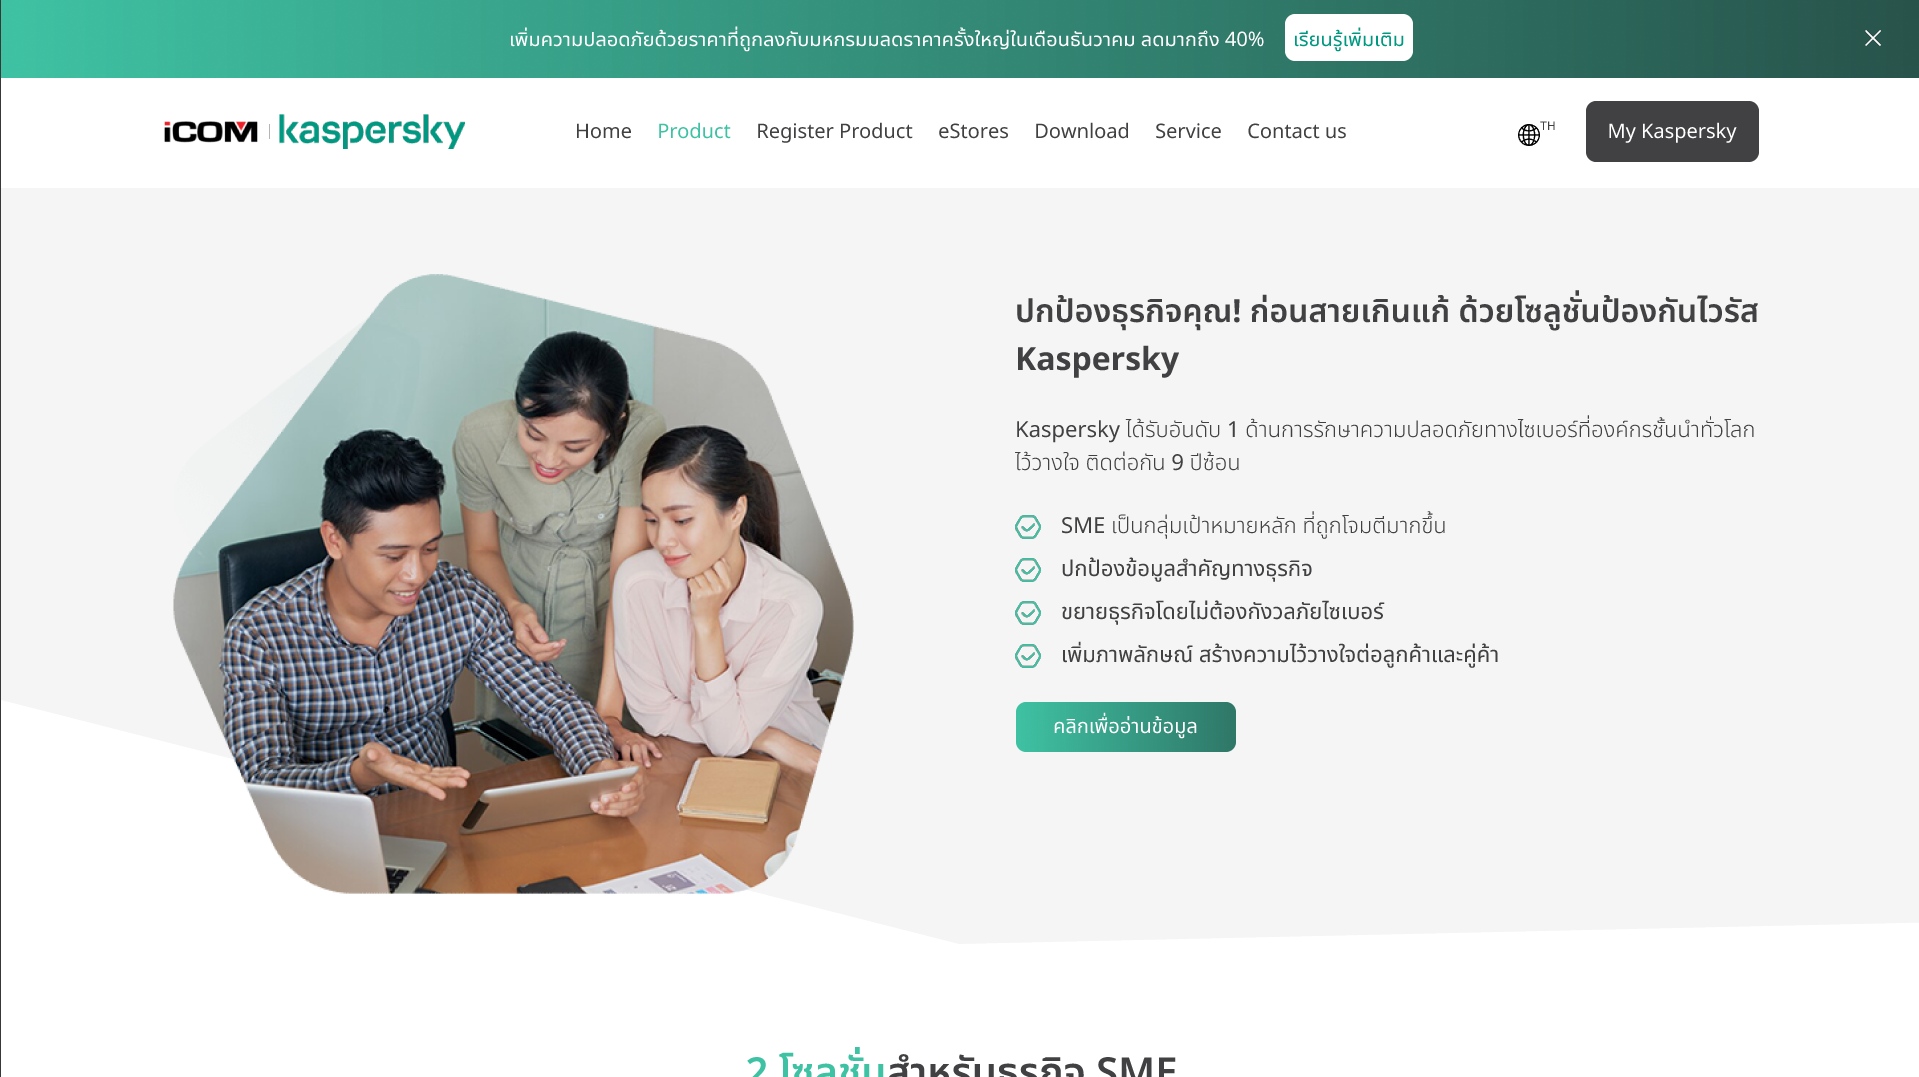 เพิ่มความปลอดภัยด้วยราคาที่ถูกลงกับมหกรมมลดราคาครั้งใหญ่ในเดือนธันวาคม ลดมากถึง 40% เรียนรู้เพิ่มเติม
iCOM kaspersky Home Product Register Product eStores Download Service Contact us TH My Kaspersky
ปกป้องธุรกิจคุณ! ก่อนสายเกินแก้ ด้วยโซลูชั่นป้องกันไวรัส
Kaspersky
Kaspersky ได้รับอันดับ 1 ด้านการรักษาความปลอดภัยทางไซเบอร์ที่องค์กรชั้นนำทั่วโลก
ไว้วางใจ ติดต่อกัน 9 ปีซ้อน
SME เป็นกลุ่มเป้าหมายหลัก ที่ถูกโจมตีมากขึ้น
ปกป้องข้อมูลสำคัญทางธุรกิจ
ขยายธุรกิจโดยไม่ต้องกังวลภัยไซเบอร์
เพิ่มภาพลักษณ์ สร้างความไว้วางใจต่อลูกค้าและคู่ค้า
คลิกเพื่ออ่านข้อมูล
2 โซลูชั่นสำหรับธุรกิจ SME